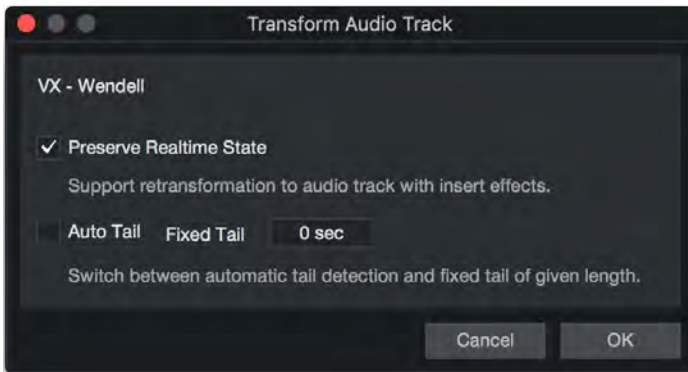 Transform Audio Track
VX - Wendell
Preserve Realtime State
Support retransformation to audio track with insert effects.
Auto Tail Fixed Tail 0 sec
Switch between automatic tail detection and fixed tail of given length.
Cancel OK